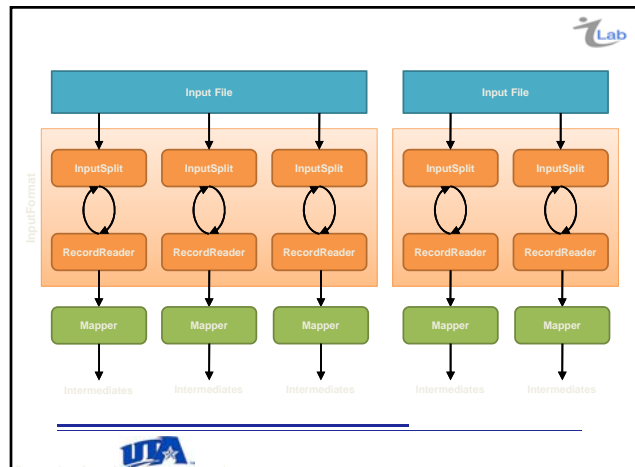 iLab
Input File Input File
InputSplit InputSplit InputSplit InputSplit InputSplit
InputFormat
RecordReader RecordReader RecordReader RecordReader RecordReader
Mapper Mapper Mapper Mapper Mapper
Intermediates Intermediates Intermediates Intermediates Intermediates
UTA